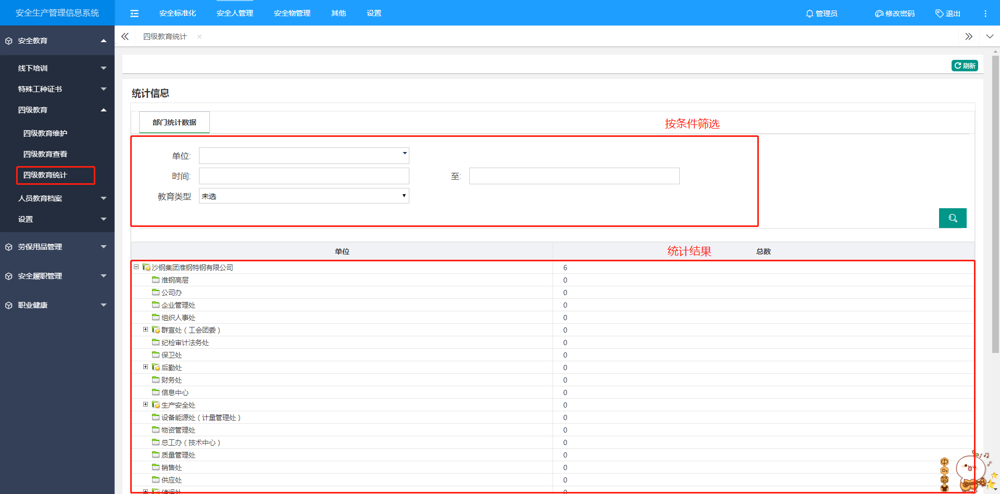 安全生产管理信息系统
安全标准化
安全人管理
安全物管理
其他
设置
管理员
修改密码
退出
安全教育
线下培训
特殊工种证书
四级教育
四级教育维护
四级教育查看
四级教育统计
人员教育档案
设置
劳保用品管理
安全履职管理
职业健康
四级教育统计 ×
刷新
统计信息
部门统计数据
按条件筛选
单位:
时间:
至:
教育类型 未选
单位
统计结果
总数
沙钢集团淮钢特钢有限公司 6
淮钢高层 0
公司办 0
企业管理处 0
组织人事处 0
群宣处（工会团委） 0
纪检审计法务处 0
保卫处 0
后勤处 0
财务处 0
信息中心 0
生产安全处 0
设备能源处（计量管理处） 0
物资管理处 0
总工办（技术中心） 0
质量管理处 0
销售处 0
供应处 0
储运处 0
中
简